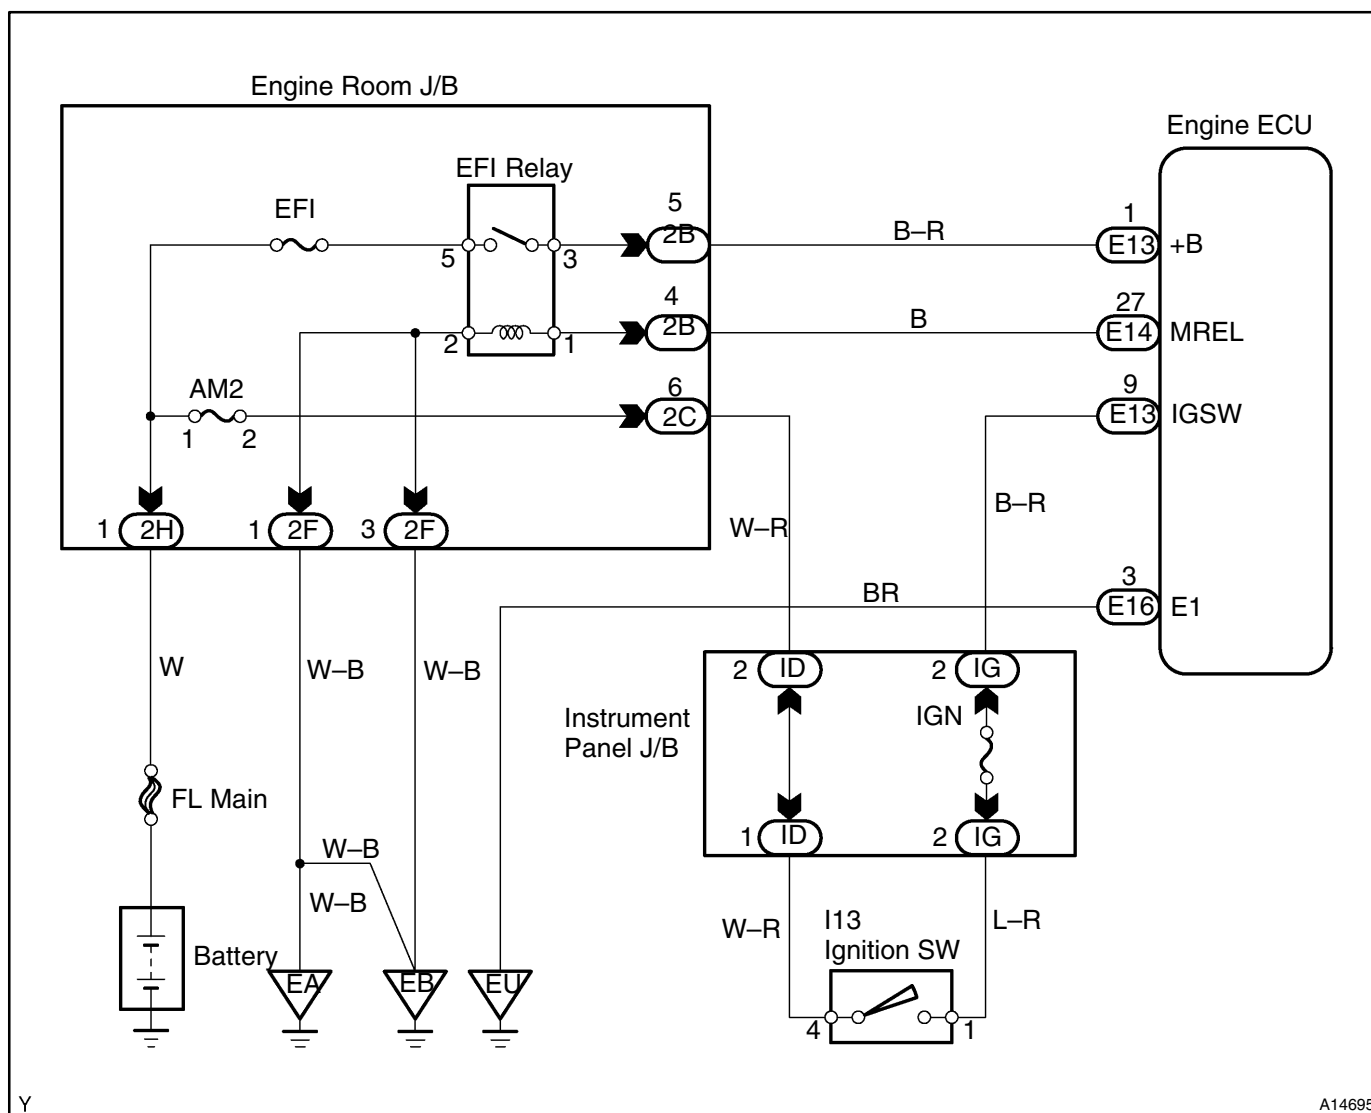 Engine Room J/B
Engine ECU
EFI Relay
EFI
5
3
5
2B
B–R
1
E13
+B
2
1
4
2B
B
27
E14
MREL
AM2
1
2
6
2C
9
E13
IGSW
1
2H
1
2F
3
2F
W–R
B–R
BR
3
E16
E1
W
W–B
W–B
2
ID
2
IG
IGN
Instrument
Panel J/B
FL Main
1
ID
2
IG
W–B
W–B
W–R
L–R
I13
Ignition SW
4
1
Battery
EA
EB
EU
Y
A14695